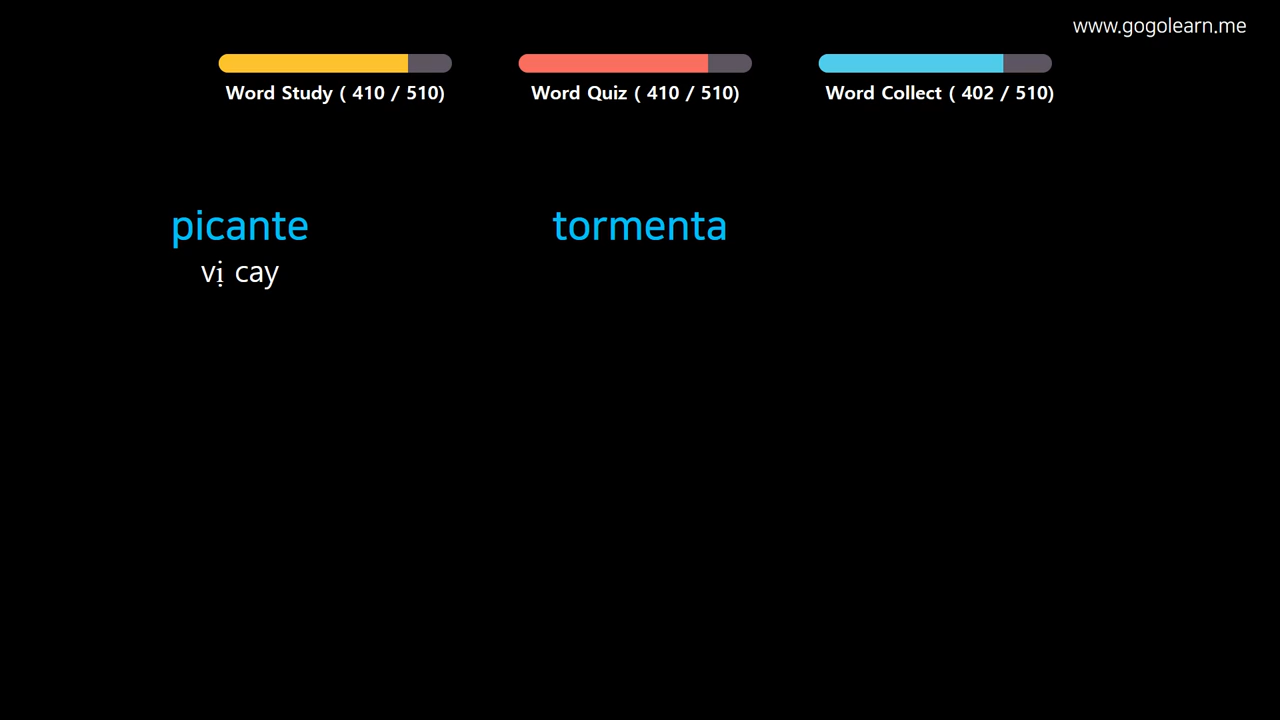 www.gogolearn.me
Word Study ( 410 / 510)
Word Quiz ( 410 / 510)
Word Collect ( 402 / 510)
picante
tormenta
vị cay